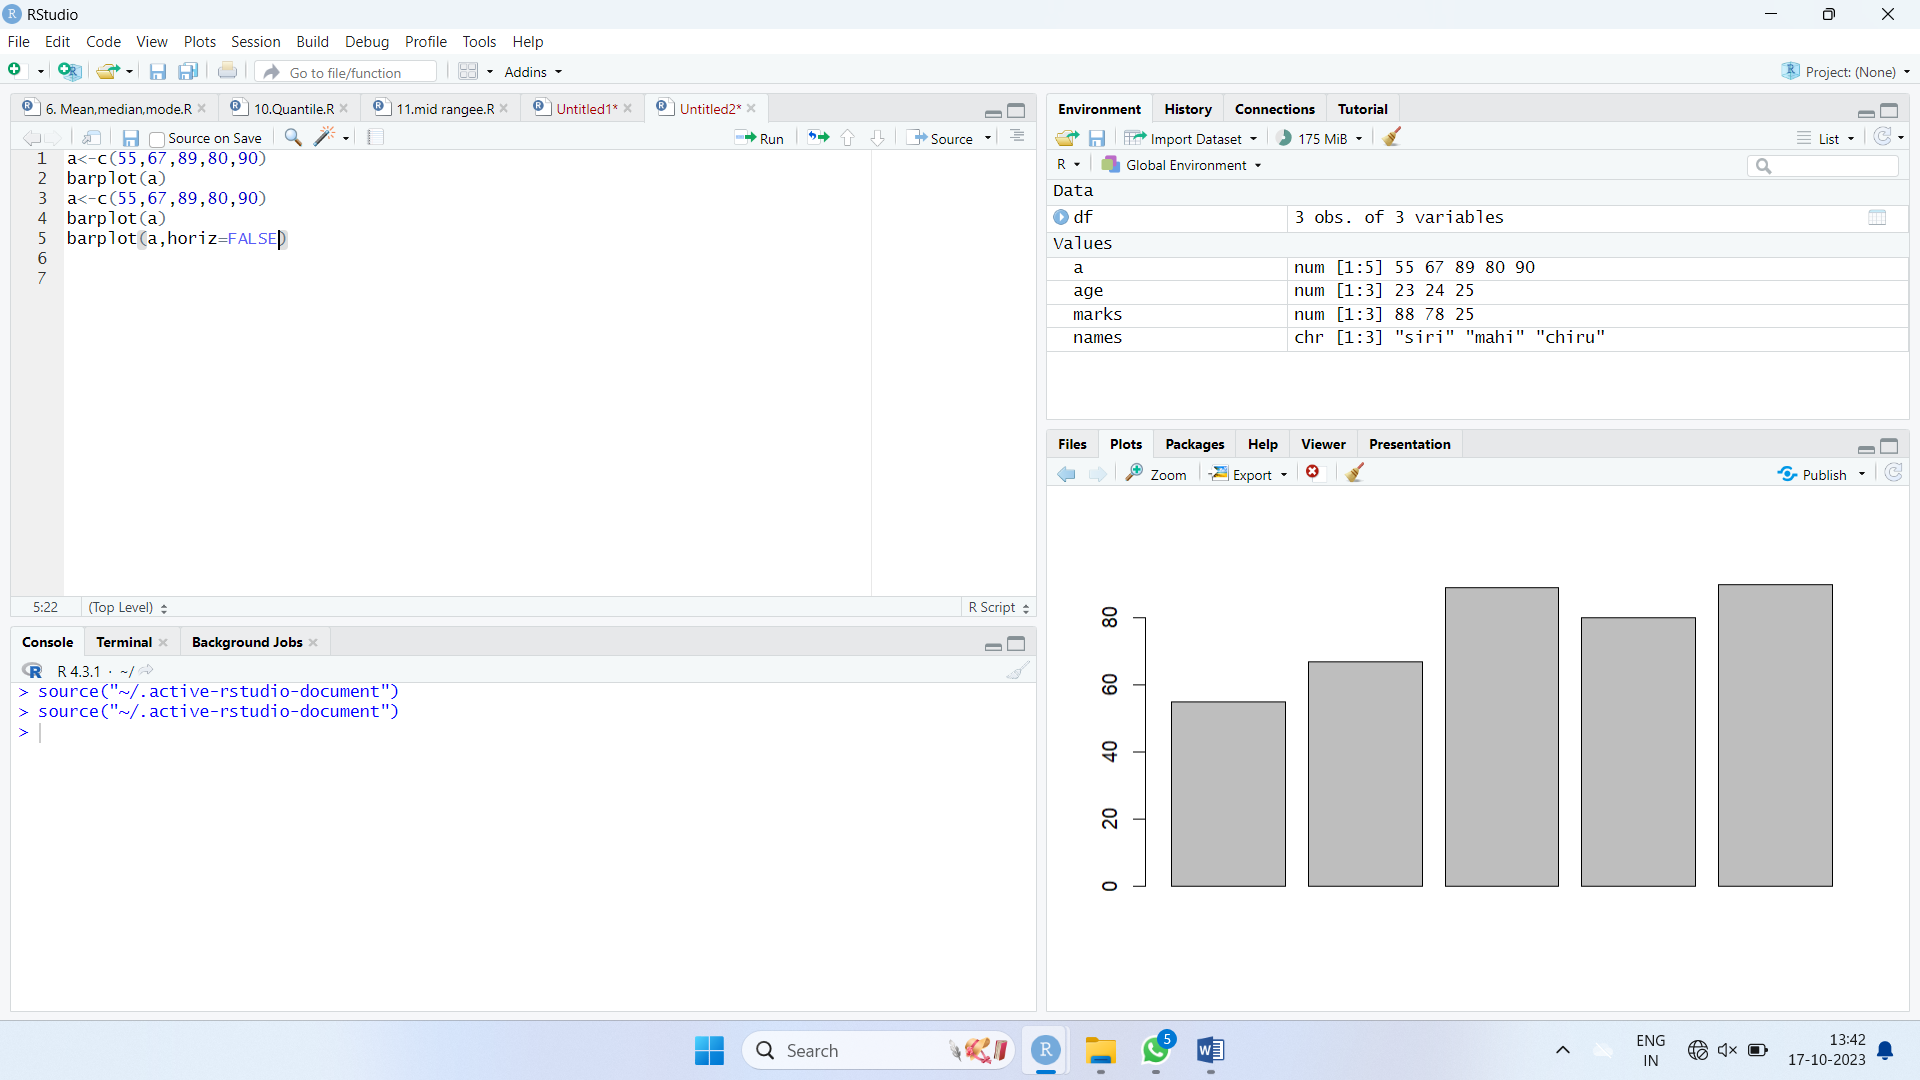 RStudio
File Edit Code View Plots Session Build Debug Profile Tools Help
Go to file/function Addins Project: (None)
6. Mean,median,mode.R 10.Quantile.R 11.mid rangee.R Untitled1* Untitled2*
Source on Save Run Source
1 a<-c(55,67,89,80,90)
2 barplot(a)
3 a<-c(55,67,89,80,90)
4 barplot(a)
5 barplot(a,horiz=FALSE)
6
7
5:22 (Top Level) R Script
Console Terminal Background Jobs
R 4.3.1 · ~/
> source("~/.active-rstudio-document")
> source("~/.active-rstudio-document")
>
Environment History Connections Tutorial
Import Dataset 175 MiB List
R Global Environment
Data
df 3 obs. of 3 variables
Values
a num [1:5] 55 67 89 80 90
age num [1:3] 23 24 25
marks num [1:3] 88 78 25
names chr [1:3] "siri" "mahi" "chiru"
Files Plots Packages Help Viewer Presentation
Zoom Export Publish
80
60
40
20
0
Search
5
ENG
IN
13:42
17-10-2023